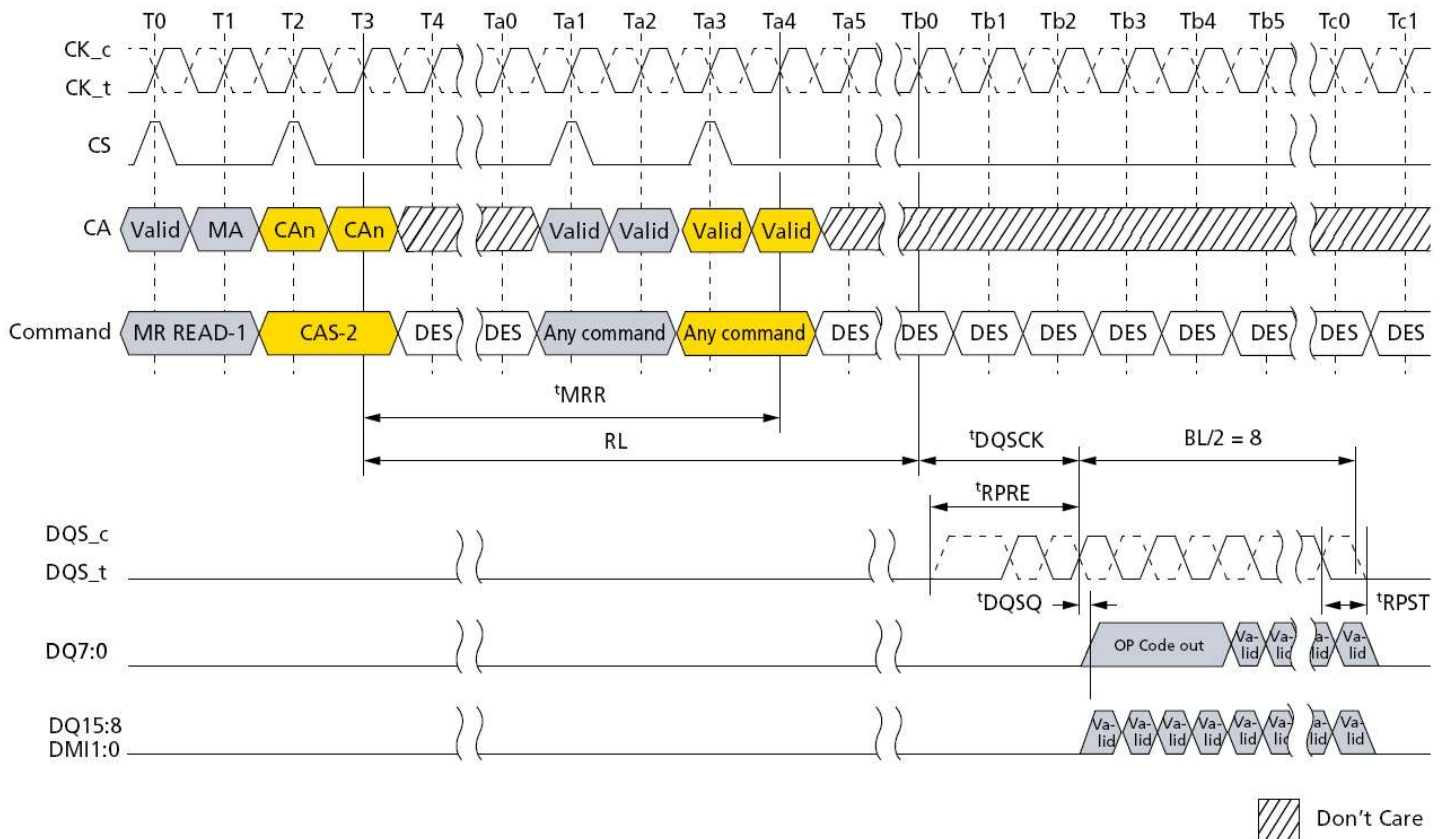 T0 T1 T2 T3 T4 Ta0 Ta1 Ta2 Ta3 Ta4 Ta5 Tb0 Tb1 Tb2 Tb3 Tb4 Tb5 Tc0 Tc1
CK_c
CK_t
CS
CA Valid MA CAn CAn Valid Valid Valid Valid
Command MR READ-1 CAS-2 DES DES Any command Any command DES DES DES DES DES DES DES DES DES
tMRR
RL tDQSCK BL/2 = 8
tRPRE
DQS_c
DQS_t
tDQSQ tRPST
DQ7:0 OP Code out Va-lid Va-lid a-lid Va-lid
DQ15:8
DMI1:0 Va-lid Va-lid Va-lid Va-lid Va-lid Va-lid a-lid Va-lid
Don't Care